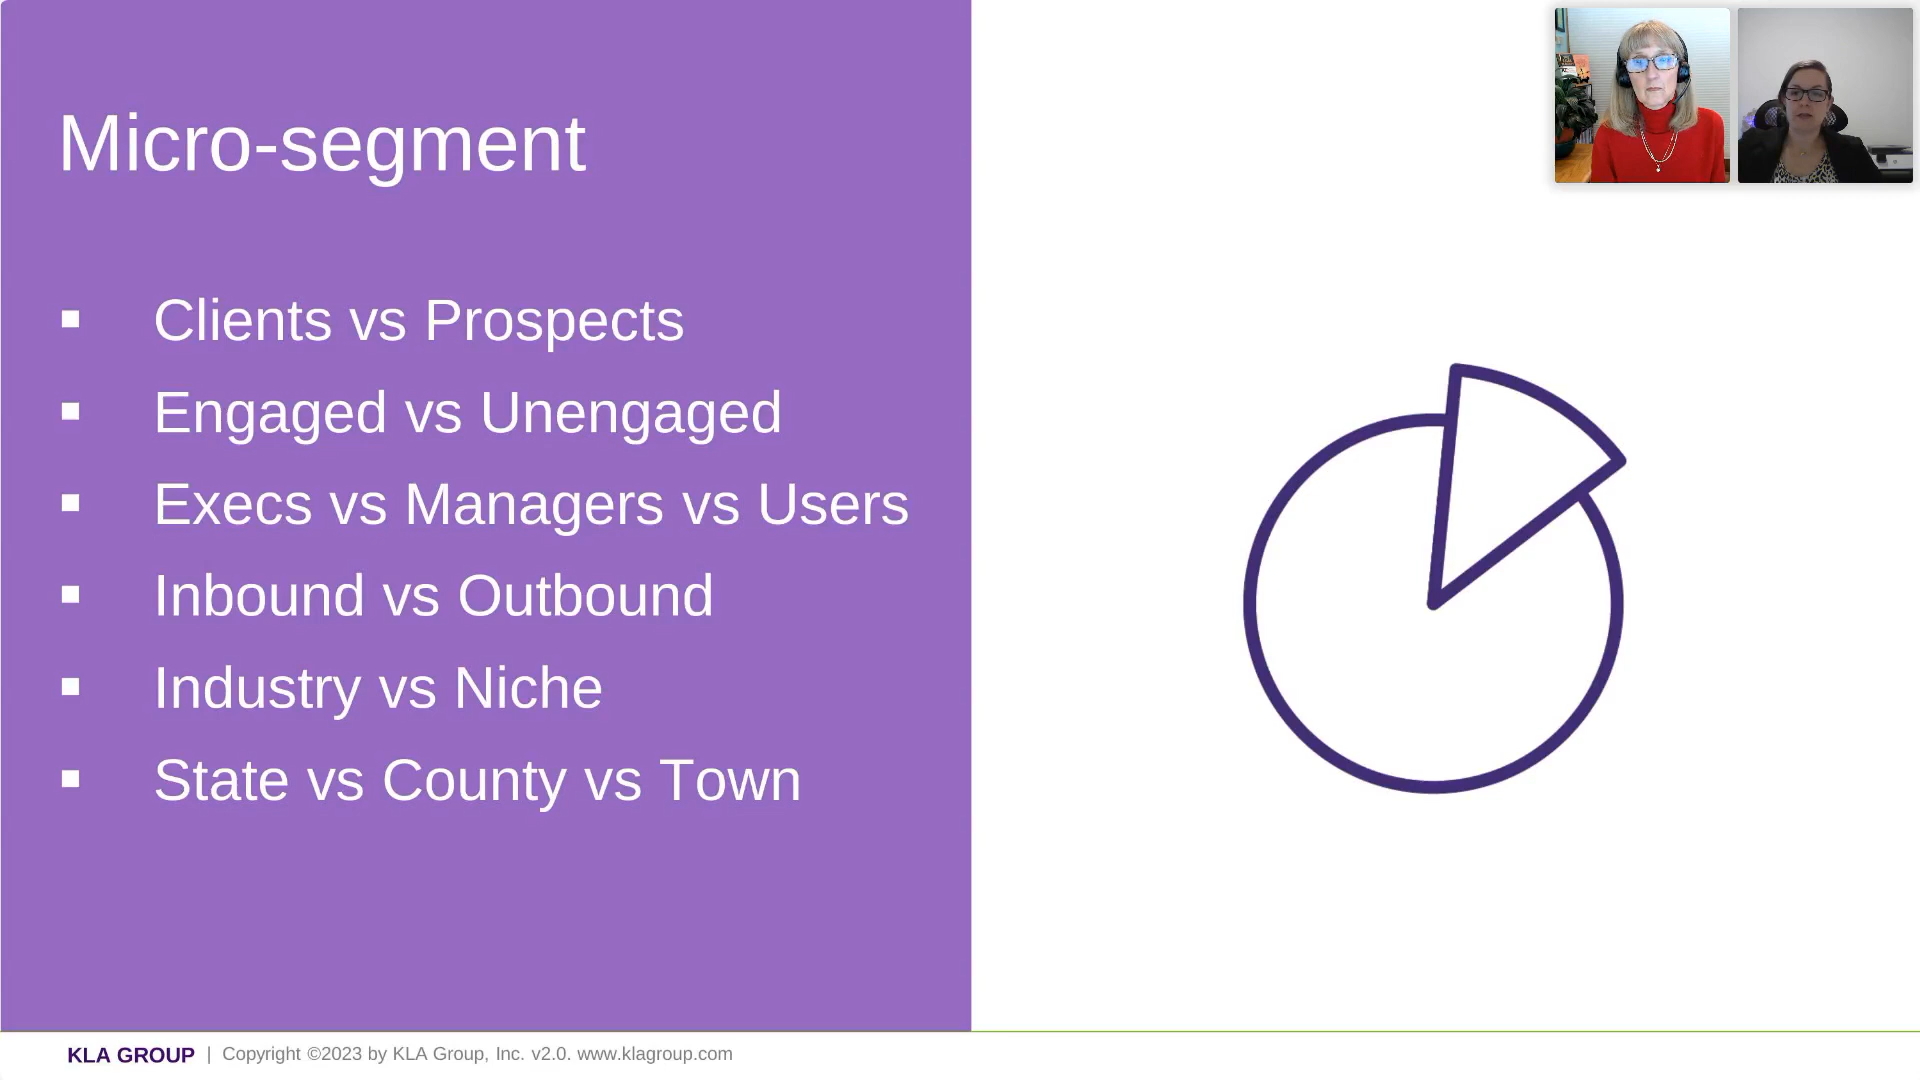 Micro-segment
▪ Clients vs Prospects
▪ Engaged vs Unengaged
▪ Execs vs Managers vs Users
▪ Inbound vs Outbound
▪ Industry vs Niche
▪ State vs County vs Town
KLA GROUP | Copyright ©2023 by KLA Group, Inc. v2.0. www.klagroup.com